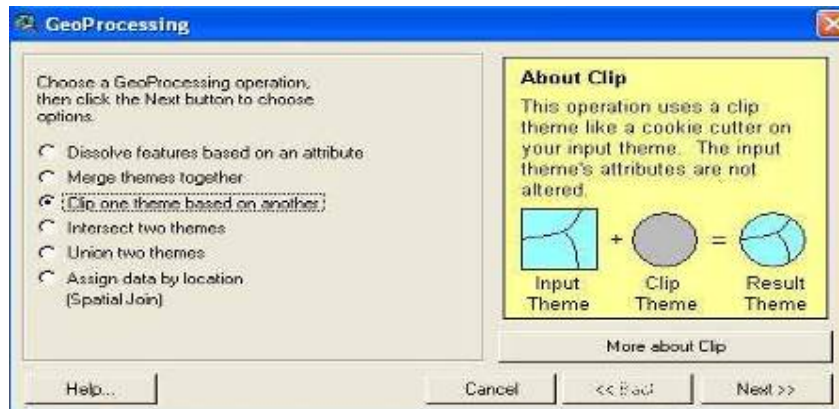 GeoProcessing
Choose a GeoProcessing operation,
then click the Next button to choose
options.
Dissolve features based on an attribute
Merge themes together
Clip one theme based on another
Intersect two themes
Union two themes
Assign data by location
(Spatial Join)
About Clip
This operation uses a clip
theme like a cookie cutter on
your input theme. The input
theme's attributes are not
altered.
+ =
Input Clip Result
Theme Theme Theme
More about Clip
Help... Cancel << Back Next >>